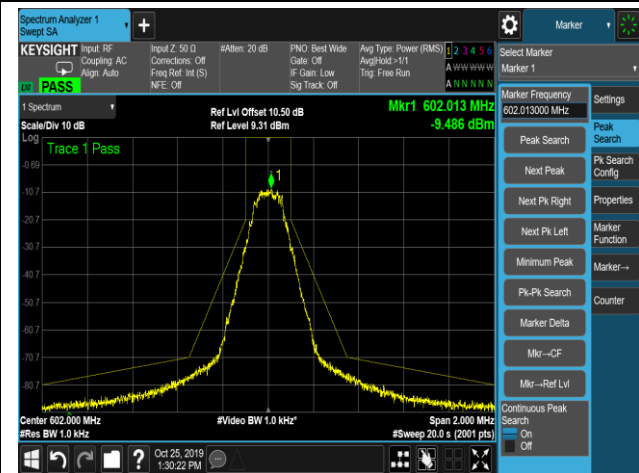 Spectrum Analyzer 1
Swept SA
+
Marker
KEYSIGHT
Input: RF
Coupling: AC
Align: Auto
Input Z: 50 Ω
Corrections: Off
Freq Ref: Int (S)
NFE: Off
#Atten: 20 dB
PNO: Best Wide
Gate: Off
IF Gain: Low
Sig Track: Off
Avg Type: Power (RMS)
Avg|Hold:>1/1
Trig: Free Run
1 2 3 4 5 6
A W W W W W
A N N N N N
PASS
Select Marker
Marker 1
1 Spectrum
Scale/Div 10 dB
Ref Lvl Offset 10.50 dB
Ref Level 9.31 dBm
Mkr1 602.013 MHz
-9.486 dBm
Log
Trace 1 Pass
1
-0.69
-10.7
-20.7
-30.7
-40.7
-50.7
-60.7
-70.7
-80.7
Center 602.000 MHz
#Res BW 1.0 kHz
#Video BW 1.0 kHz*
Span 2.000 MHz
#Sweep 20.0 s (2001 pts)
Marker Frequency
602.013000 MHz
Peak Search
Next Peak
Next Pk Right
Next Pk Left
Minimum Peak
Pk-Pk Search
Marker Delta
Mkr→CF
Mkr→Ref Lvl
Continuous Peak
Search
On
Off
Settings
Peak
Search
Pk Search
Config
Properties
Marker
Function
Marker→
Counter
?
Oct 25, 2019
1:30:22 PM